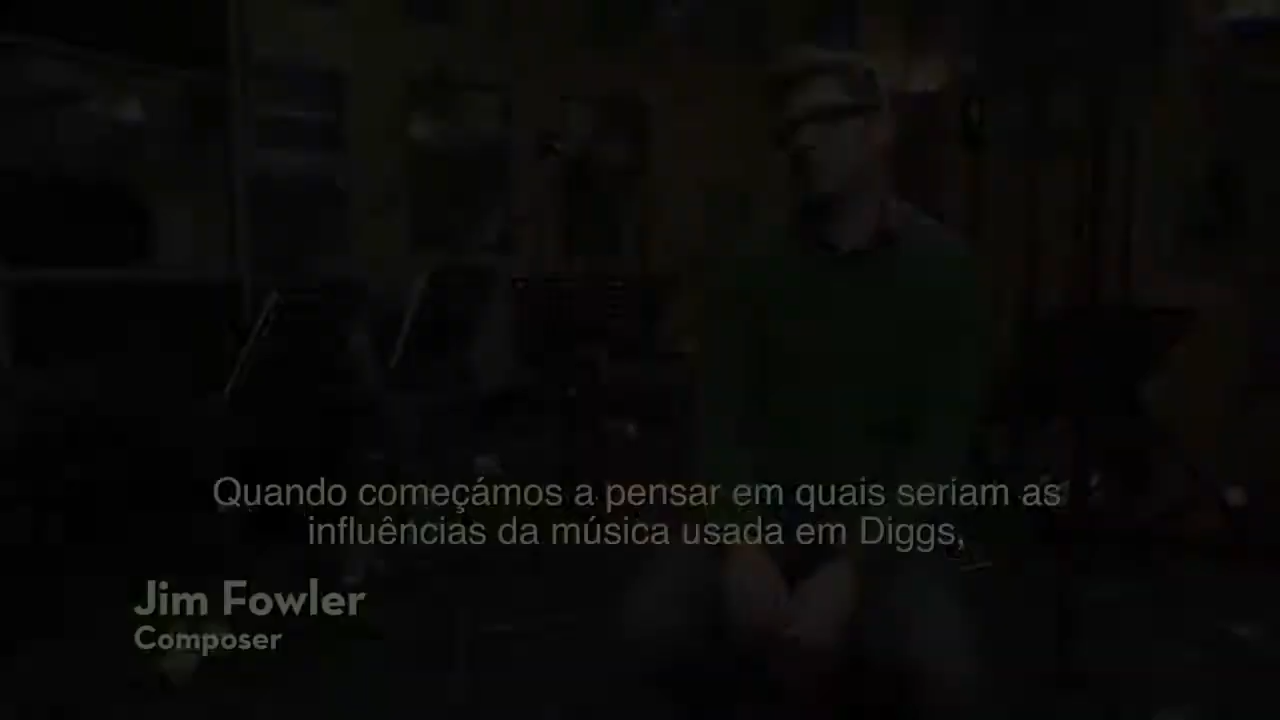 Quando começámos a pensar em quais seriam as
influências da música usada em Diggs,
Jim Fowler
Composer